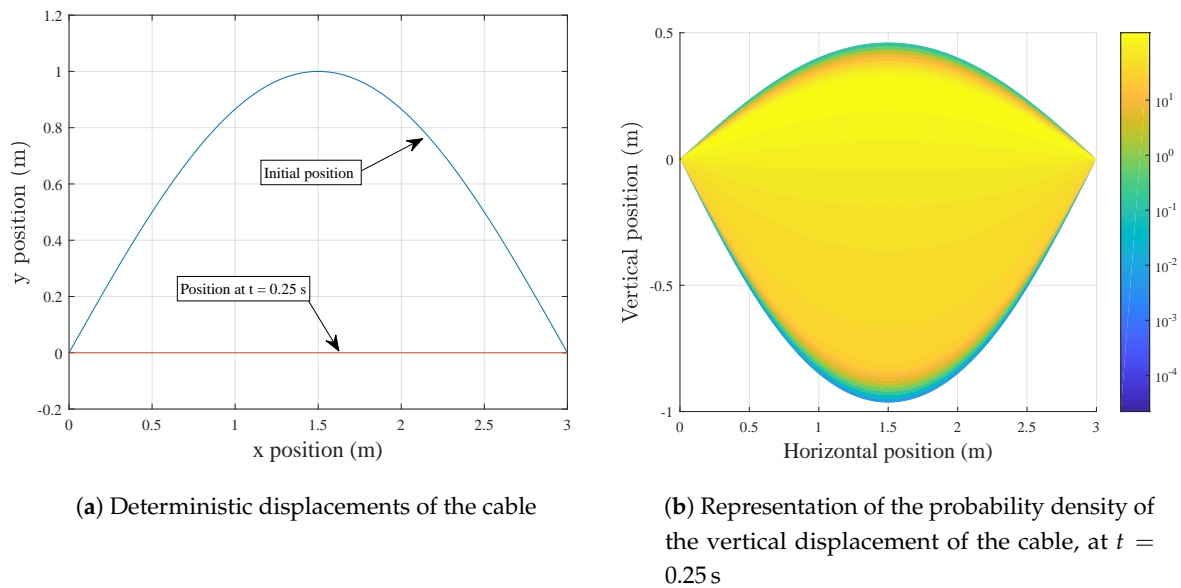 1.2
1
0.8
0.6
0.4
0.2
0
-0.2
0 0.5 1 1.5 2 2.5 3
x position (m)
y position (m)
Initial position
Position at t = 0.25 s
(a) Deterministic displacements of the cable
0.5
0
-0.5
-1
0 0.5 1 1.5 2 2.5 3
Horizontal position (m)
Vertical position (m)
10¹
10⁰
10⁻¹
10⁻²
10⁻³
10⁻⁴
(b) Representation of the probability density of
the vertical displacement of the cable, at t =
0.25 s